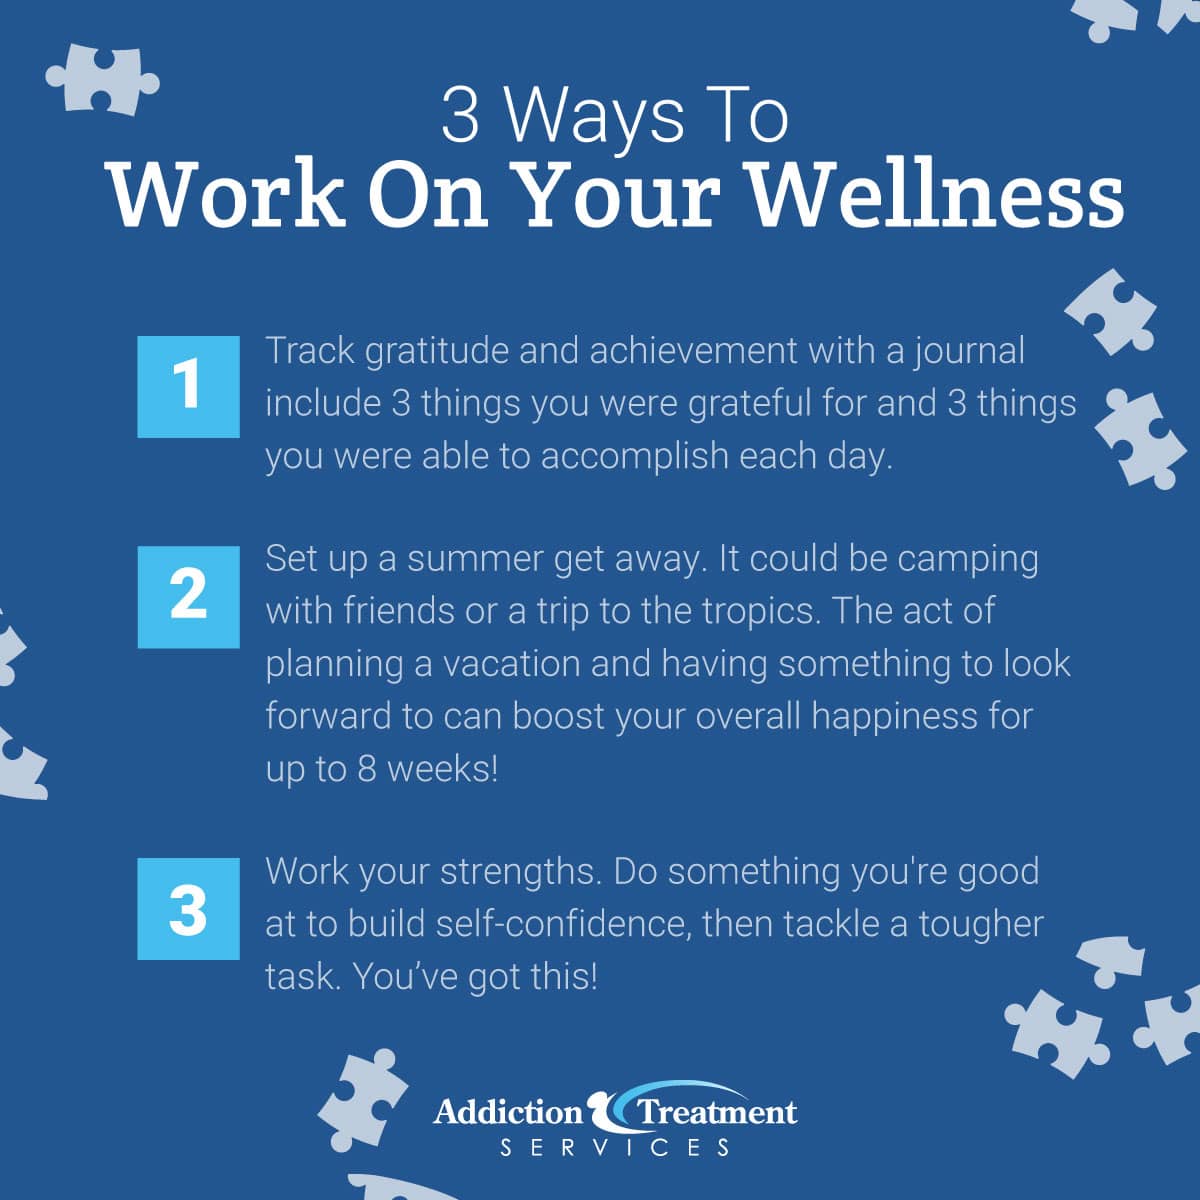 3 Ways To
Work On Your Wellness
1
Track gratitude and achievement with a journal
include 3 things you were grateful for and 3 things
you were able to accomplish each day.
2
Set up a summer get away. It could be camping
with friends or a trip to the tropics. The act of
planning a vacation and having something to look
forward to can boost your overall happiness for
up to 8 weeks!
3
Work your strengths. Do something you're good
at to build self-confidence, then tackle a tougher
task. You’ve got this!
Addiction Treatment
SERVICES